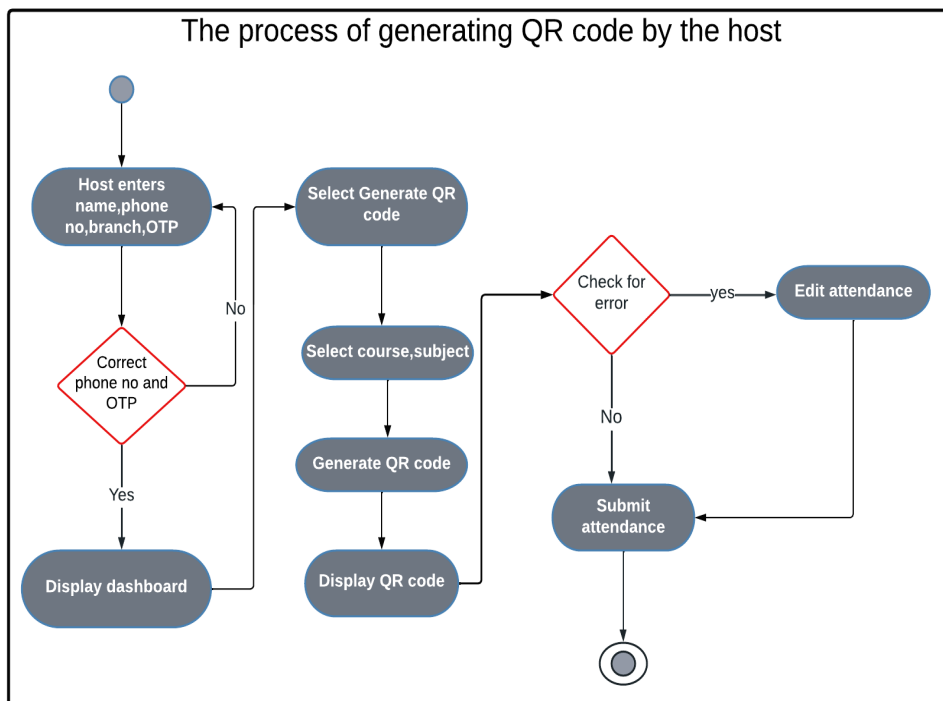 The process of generating QR code by the host
Host enters
name,phone
no,branch,OTP
No
Correct
phone no and
OTP
Yes
Display dashboard
Select Generate QR
code
Select course,subject
Generate QR code
Display QR code
Check for
error
yes
Edit attendance
No
Submit
attendance